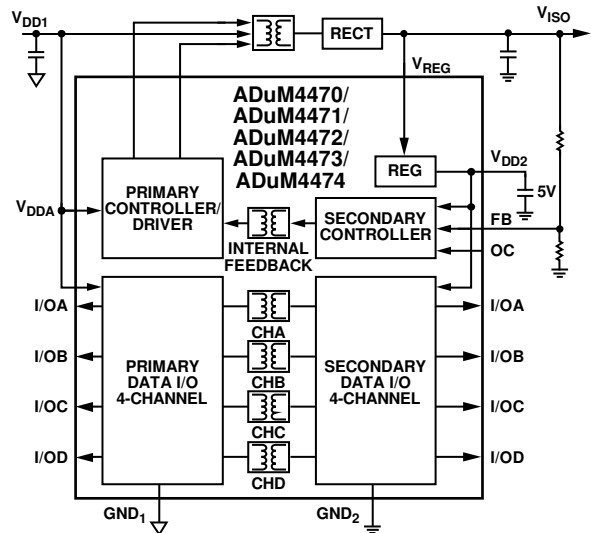 VDD1
RECT
VISO
VREG
ADuM4470/
ADuM4471/
ADuM4472/
ADuM4473/
ADuM4474
REG
VDD2
5V
VDDA
PRIMARY
CONTROLLER/
DRIVER
INTERNAL
FEEDBACK
SECONDARY
CONTROLLER
FB
OC
I/OA
I/OB
I/OC
I/OD
PRIMARY
DATA I/O
4-CHANNEL
CHA
CHB
CHC
CHD
SECONDARY
DATA I/O
4-CHANNEL
I/OA
I/OB
I/OC
I/OD
GND1
GND2